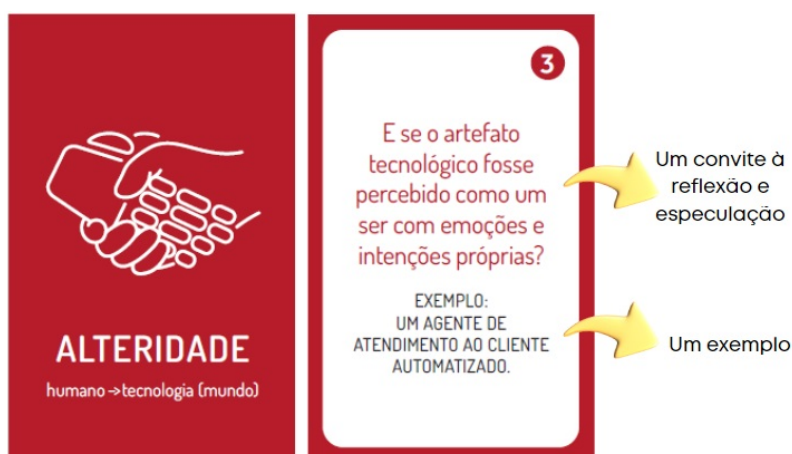 ALTERIDADE
humano->tecnologia (mundo)
3
E se o artefato
tecnológico fosse
percebido como um
ser com emoções e
intenções próprias?
EXEMPLO:
UM AGENTE DE
ATENDIMENTO AO CLIENTE
AUTOMATIZADO.
Um convite à
reflexão e
especulação
Um exemplo